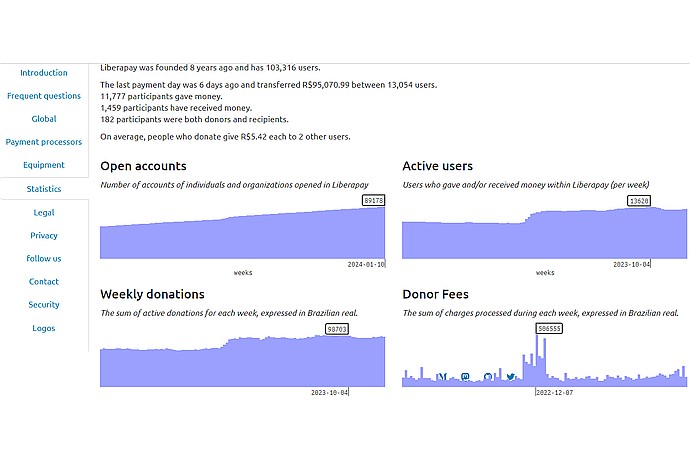 Liberapay was founded 8 years ago and has 103,316 users.
Introduction
Frequent questions
Global
Payment processors
Equipment
Statistics
Legal
Privacy
follow us
Contact
Security
Logos
The last payment day was 6 days ago and transferred R$95,070.99 between 13,054 users.
11,777 participants gave money.
1,459 participants have received money.
182 participants were both donors and recipients.
On average, people who donate give R$5.42 each to 2 other users.
Open accounts
Number of accounts of individuals and organizations opened in Liberapay
89178
2024-01-10
weeks
Active users
Users who gave and/or received money within Liberapay (per week)
13620
2023-10-04
weeks
Weekly donations
The sum of active donations for each week, expressed in Brazilian real.
98703
2023-10-04
Donor Fees
The sum of charges processed during each week, expressed in Brazilian real.
506555
2022-12-07